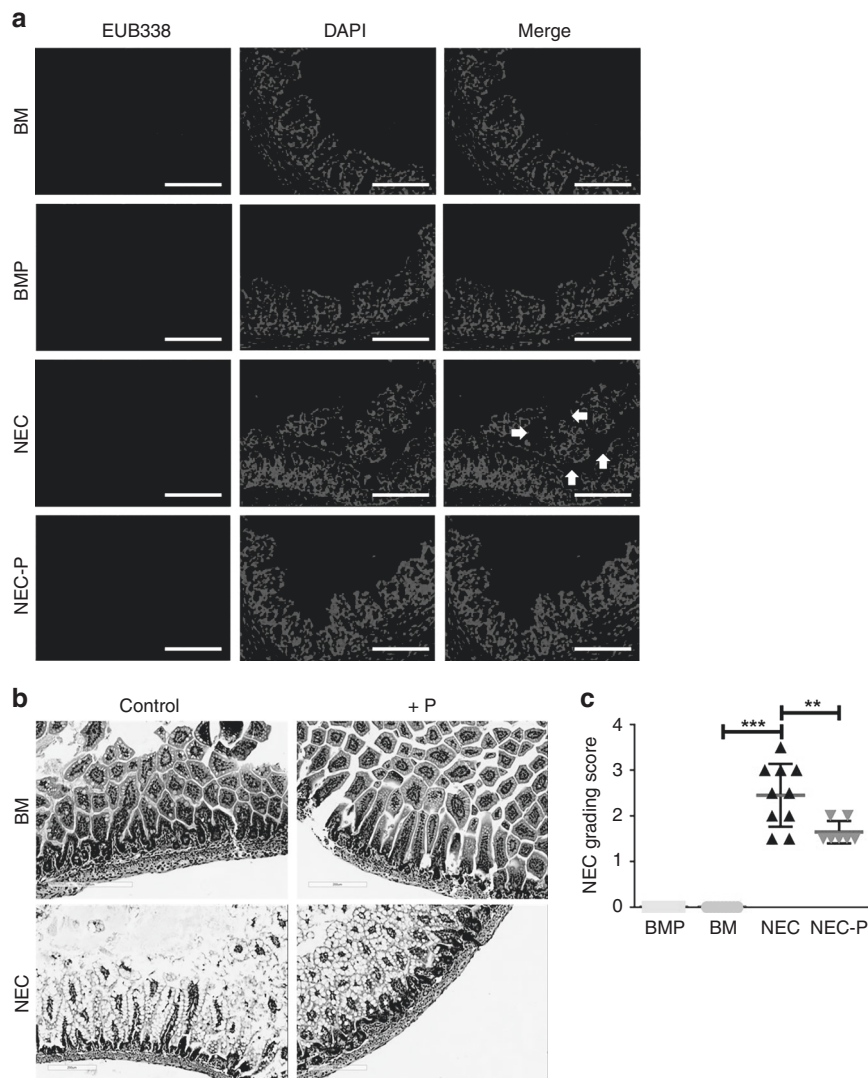 a
EUB338 DAPI Merge
BM
BMP
NEC
NEC-P
b
Control + P
BM
NEC
c
*** **
NEC grading score
4
3
2
1
0
BMP BM NEC NEC-P